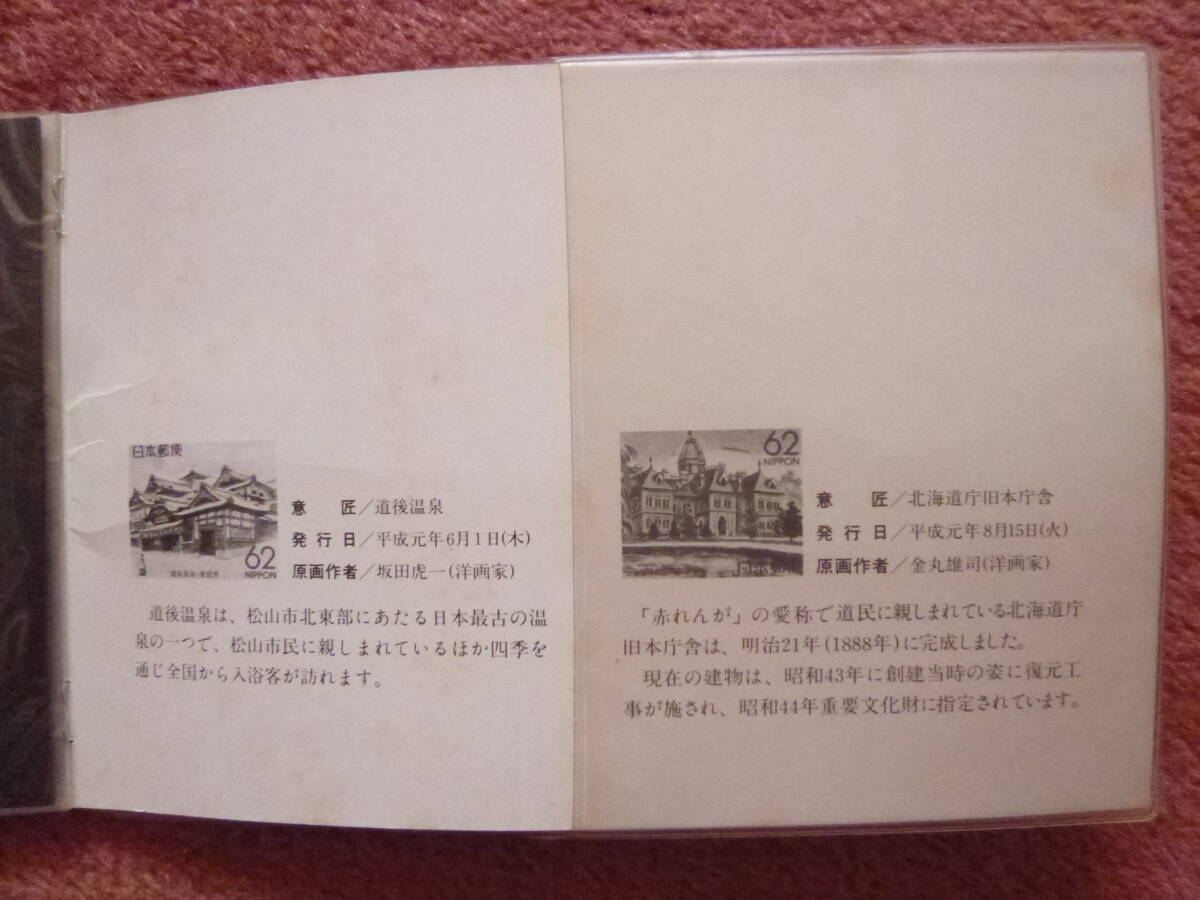 日本郵便
62
NIPPON
意 匠/道後温泉
発行日/平成元年6月1日(木)
原画作者/坂田虎一(洋画家)
道後温泉は、松山市北東部にあたる日本最古の温
泉の一つで、松山市民に親しまれているほか四季を
通じ全国から入浴客が訪れます。
62
NIPPON
日本郵便
意 匠/北海道庁旧本庁舎
発行日/平成元年8月15日(火)
原画作者/金丸雄司(洋画家)
「赤れんが」の愛称で道民に親しまれている北海道庁
旧本庁舎は、明治21年(1888年)に完成しました。
現在の建物は、昭和43年に創建当時の姿に復元工
事が施され、昭和44年重要文化財に指定されています。